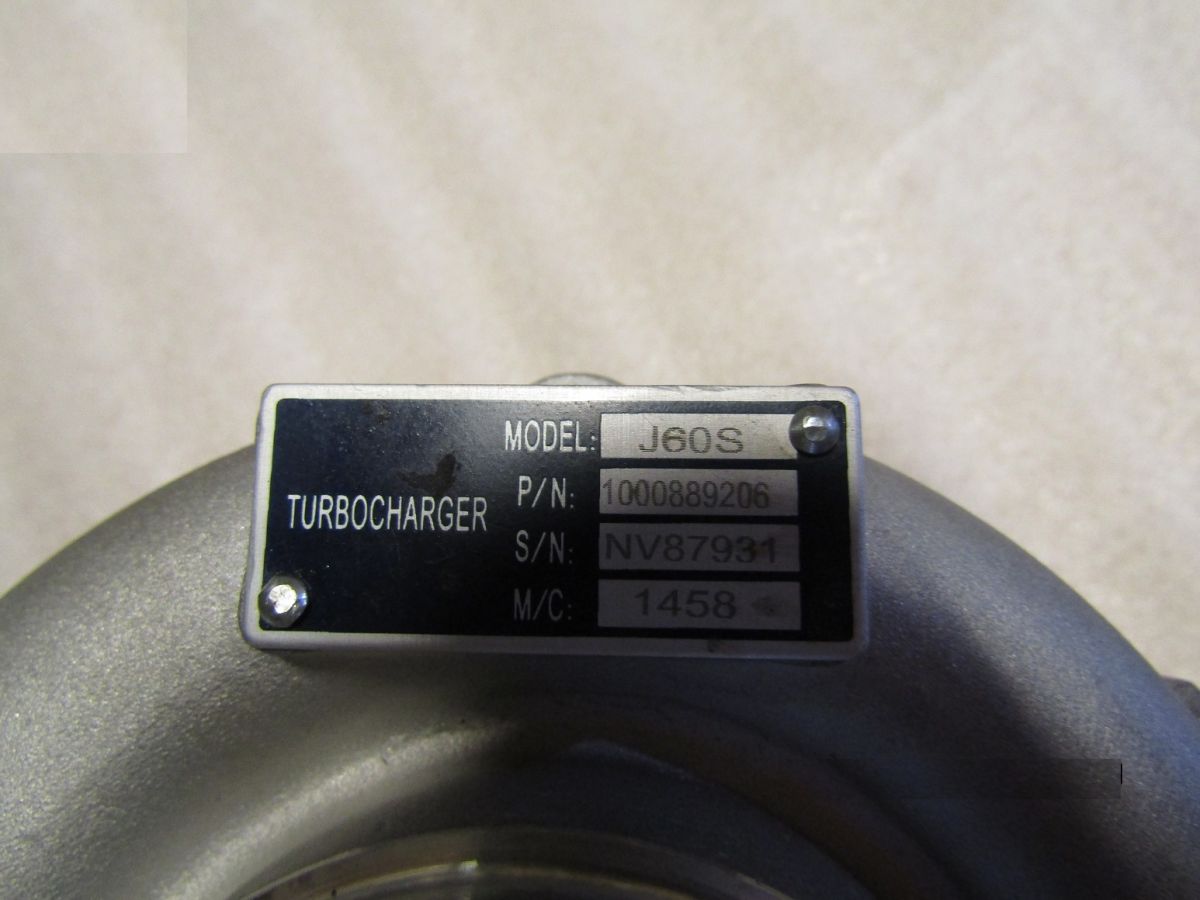 TURBOCHARGER
MODEL: J60S
P/N: 1000889206
S/N: NV87931
M/C: 1458